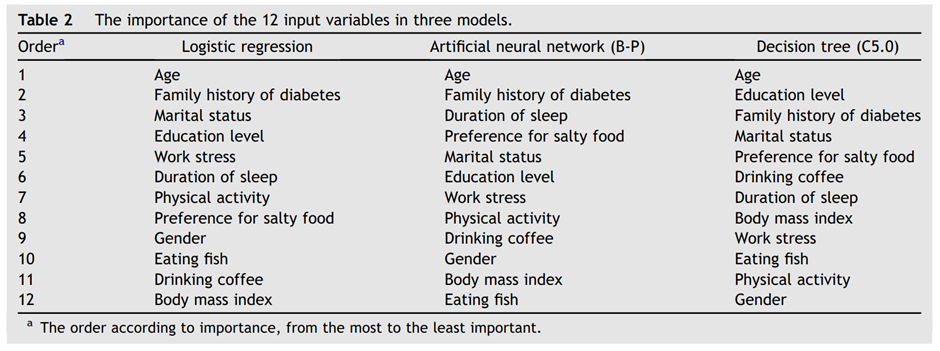 Table 2 The importance of the 12 input variables in three models.
Orderᵃ Logistic regression Artificial neural network (B-P) Decision tree (C5.0)
1 Age Age Age
2 Family history of diabetes Family history of diabetes Education level
3 Marital status Duration of sleep Family history of diabetes
4 Education level Preference for salty food Marital status
5 Work stress Marital status Preference for salty food
6 Duration of sleep Education level Drinking coffee
7 Physical activity Work stress Duration of sleep
8 Preference for salty food Physical activity Body mass index
9 Gender Drinking coffee Work stress
10 Eating fish Gender Eating fish
11 Drinking coffee Body mass index Physical activity
12 Body mass index Eating fish Gender
ᵃ The order according to importance, from the most to the least important.